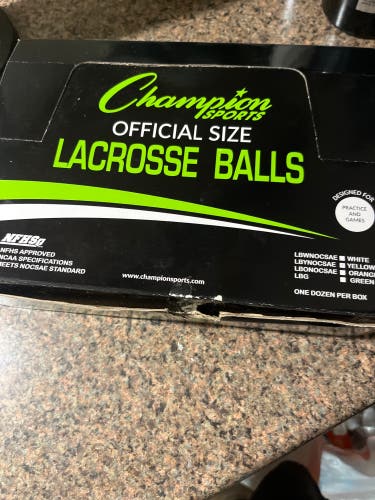 Champion
SPORTS
OFFICIAL SIZE
LACROSSE BALLS
DESIGNED FOR
PRACTICE
AND
GAMES
NFHS
NFHS APPROVED
NCAA SPECIFICATIONS
MEETS NOCSAE STANDARD
www.championsports.com
LBWNOCSAE WHITE
LBYNOCSAE YELLOW
LBONOCSAE ORANGE
LBG GREEN
ONE DOZEN PER BOX